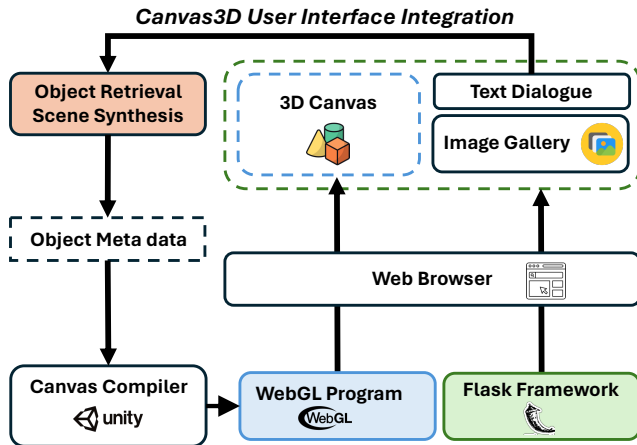 Canvas3D User Interface Integration
Object Retrieval
Scene Synthesis
3D Canvas
Text Dialogue
Image Gallery
Object Meta data
Web Browser
Canvas Compiler
unity
WebGL Program
WebGL
Flask Framework